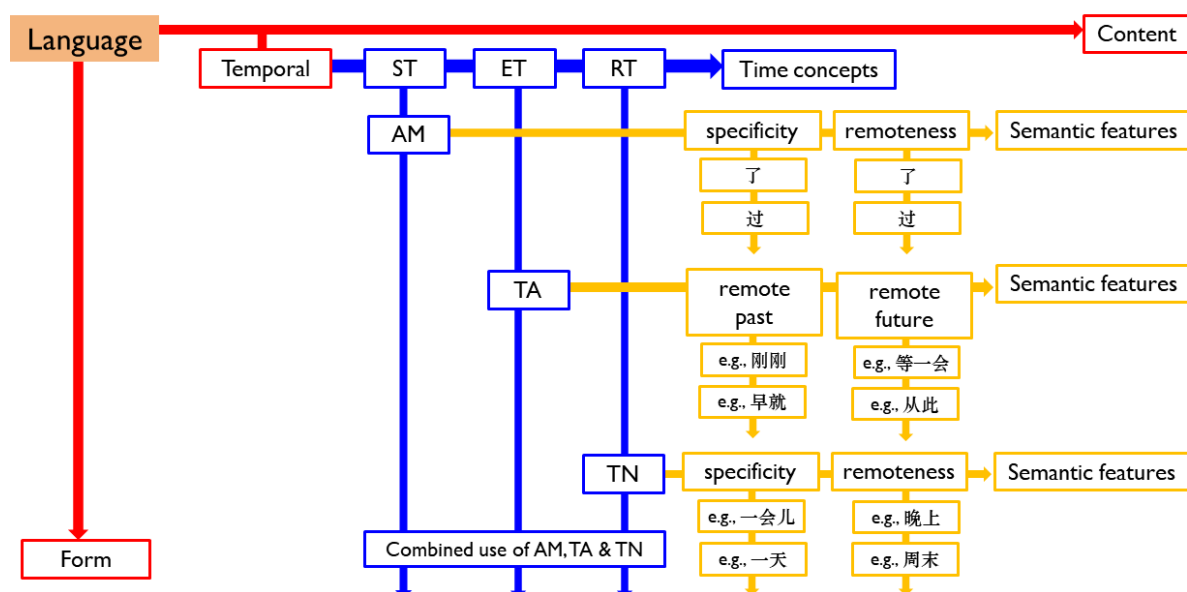 Language
Content
Temporal
ST
ET
RT
Time concepts
AM
specificity
remoteness
Semantic features
了
了
过
过
TA
remote
past
remote
future
Semantic features
e.g., 刚刚
e.g., 等一会
e.g., 早就
e.g., 从此
TN
specificity
remoteness
Semantic features
e.g., 一会儿
e.g., 晚上
Form
Combined use of AM, TA & TN
e.g., 一天
e.g., 周末